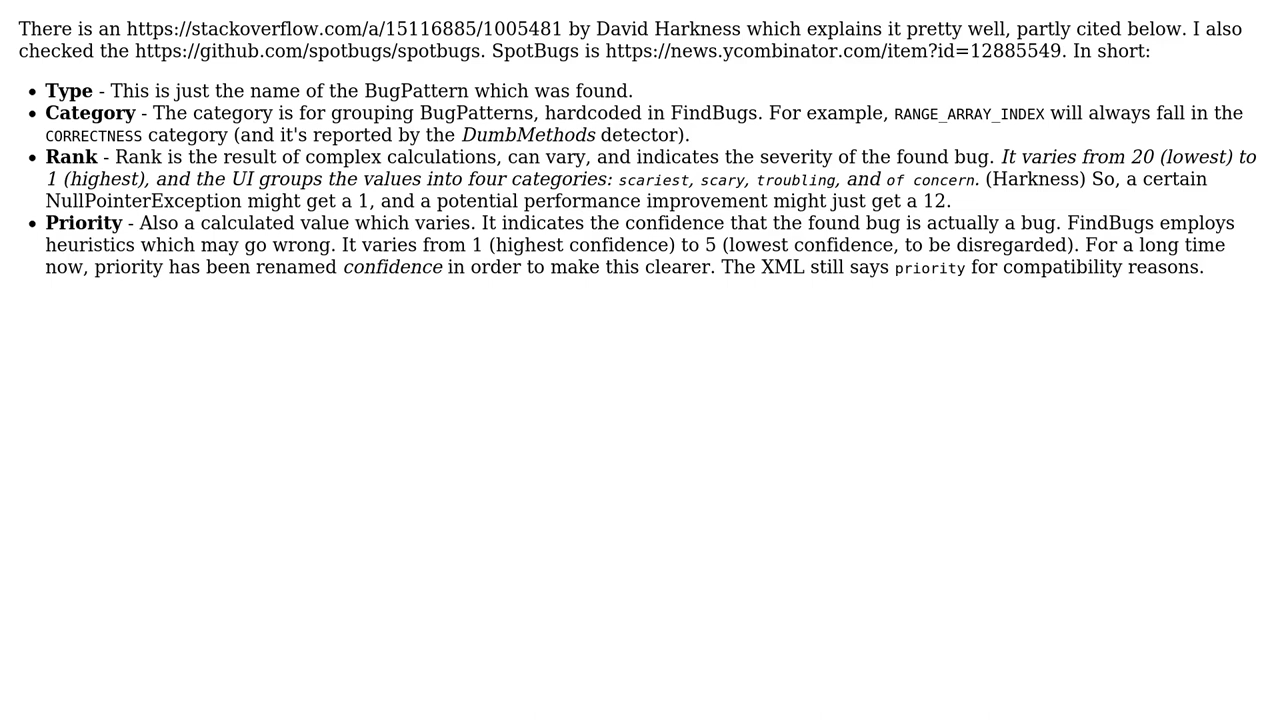 There is an https://stackoverflow.com/a/15116885/1005481 by David Harkness which explains it pretty well, partly cited below. I also
checked the https://github.com/spotbugs/spotbugs. SpotBugs is https://news.ycombinator.com/item?id=12885549. In short:
• Type - This is just the name of the BugPattern which was found.
• Category - The category is for grouping BugPatterns, hardcoded in FindBugs. For example, RANGE_ARRAY_INDEX will always fall in the
CORRECTNESS category (and it's reported by the DumbMethods detector).
• Rank - Rank is the result of complex calculations, can vary, and indicates the severity of the found bug. It varies from 20 (lowest) to
1 (highest), and the UI groups the values into four categories: scariest, scary, troubling, and of concern. (Harkness) So, a certain
NullPointerException might get a 1, and a potential performance improvement might just get a 12.
• Priority - Also a calculated value which varies. It indicates the confidence that the found bug is actually a bug. FindBugs employs
heuristics which may go wrong. It varies from 1 (highest confidence) to 5 (lowest confidence, to be disregarded). For a long time
now, priority has been renamed confidence in order to make this clearer. The XML still says priority for compatibility reasons.